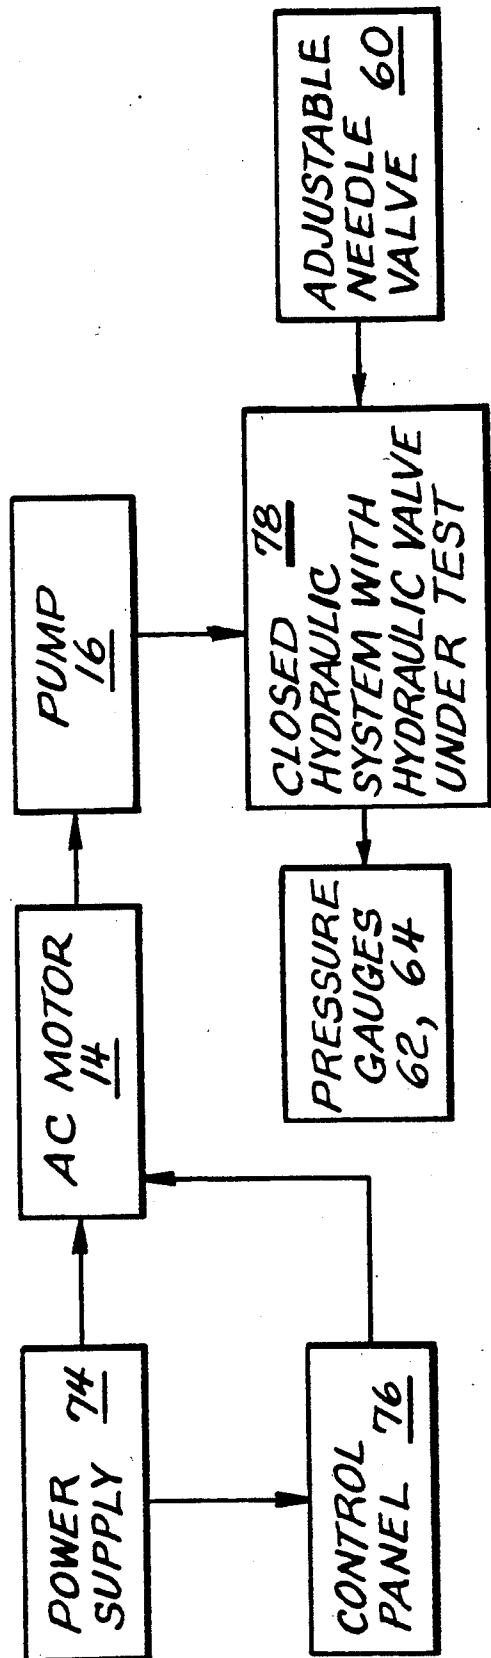 POWER
SUPPLY 74
AC MOTOR
14
PUMP
16
CONTROL
PANEL 76
PRESSURE
GAUGES
62, 64
CLOSED 78
HYDRAULIC
SYSTEM WITH
HYDRAULIC VALVE
UNDER TEST
ADJUSTABLE
NEEDLE
VALVE 60